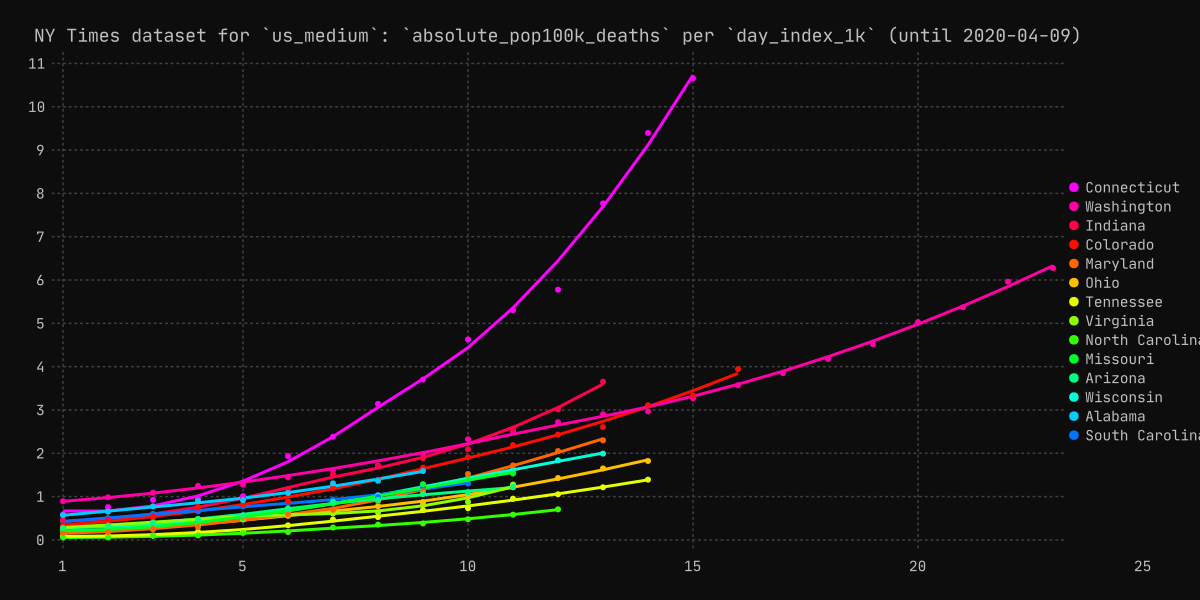 NY Times dataset for `us_medium`: `absolute_pop100k_deaths` per `day_index_1k` (until 2020-04-09)
11
10
9
8
7
6
5
4
3
2
1
0
1 5 10 15 20 25
Connecticut
Washington
Indiana
Colorado
Maryland
Ohio
Tennessee
Virginia
North Carolina
Missouri
Arizona
Wisconsin
Alabama
South Carolina